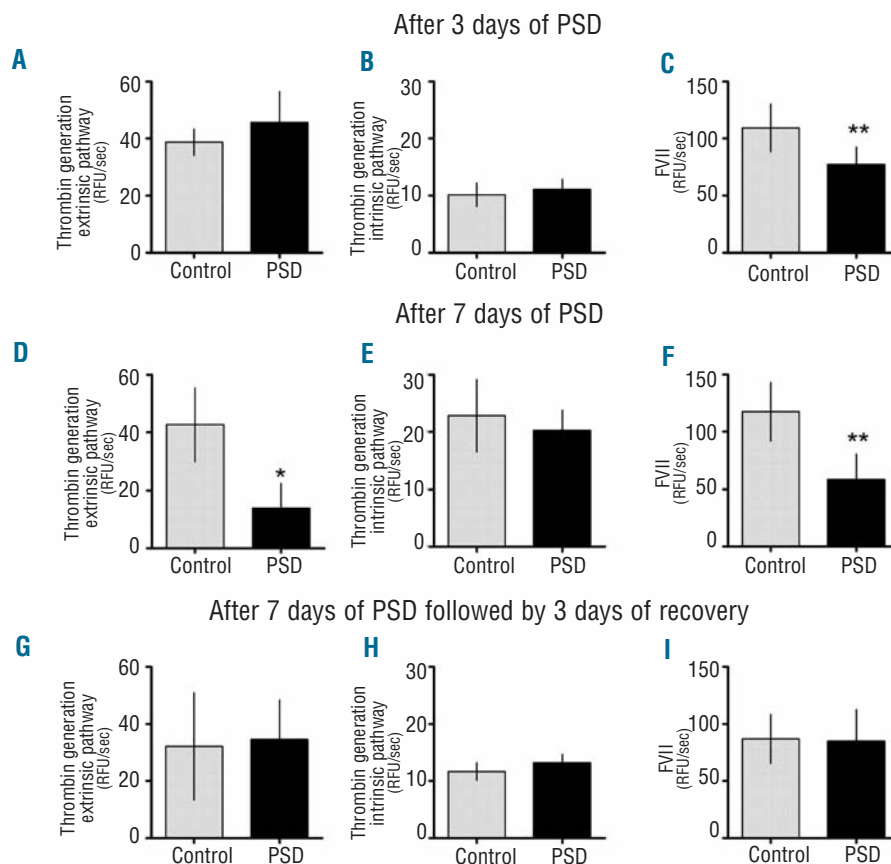 After 3 days of PSD
A
Thrombin generation
extrinsic pathway
(RFU/sec)
60
40
20
0
Control PSD
B
Thrombin generation
intrinsic pathway
(RFU/sec)
30
20
10
0
Control PSD
C
FVII
(RFU/sec)
150
100
50
0
**
Control PSD
After 7 days of PSD
D
Thrombin generation
extrinsic pathway
(RFU/sec)
60
40
20
0
*
Control PSD
E
Thrombin generation
intrinsic pathway
(RFU/sec)
30
20
10
0
Control PSD
F
FVII
(RFU/sec)
150
100
50
0
**
Control PSD
After 7 days of PSD followed by 3 days of recovery
G
Thrombin generation
extrinsic pathway
(RFU/sec)
60
40
20
0
Control PSD
H
Thrombin generation
intrinsic pathway
(RFU/sec)
30
20
10
0
Control PSD
I
FVII
(RFU/sec)
150
100
50
0
Control PSD